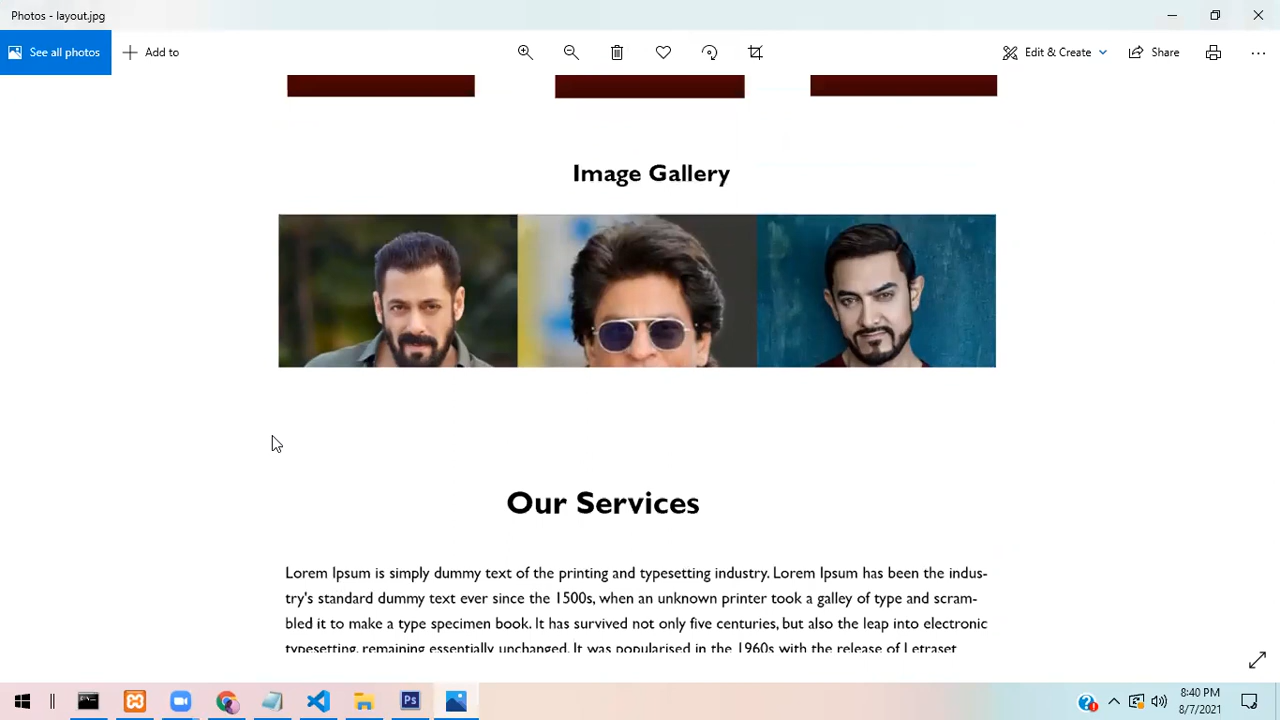 Photos - layout.jpg
See all photos
Add to
Edit & Create
Share
Image Gallery
Our Services
Lorem Ipsum is simply dummy text of the printing and typesetting industry. Lorem Ipsum has been the indus-
try's standard dummy text ever since the 1500s, when an unknown printer took a galley of type and scram-
bled it to make a type specimen book. It has survived not only five centuries, but also the leap into electronic
typesetting, remaining essentially unchanged. It was popularised in the 1960s with the release of Letraset
Ps
8:40 PM
8/7/2021